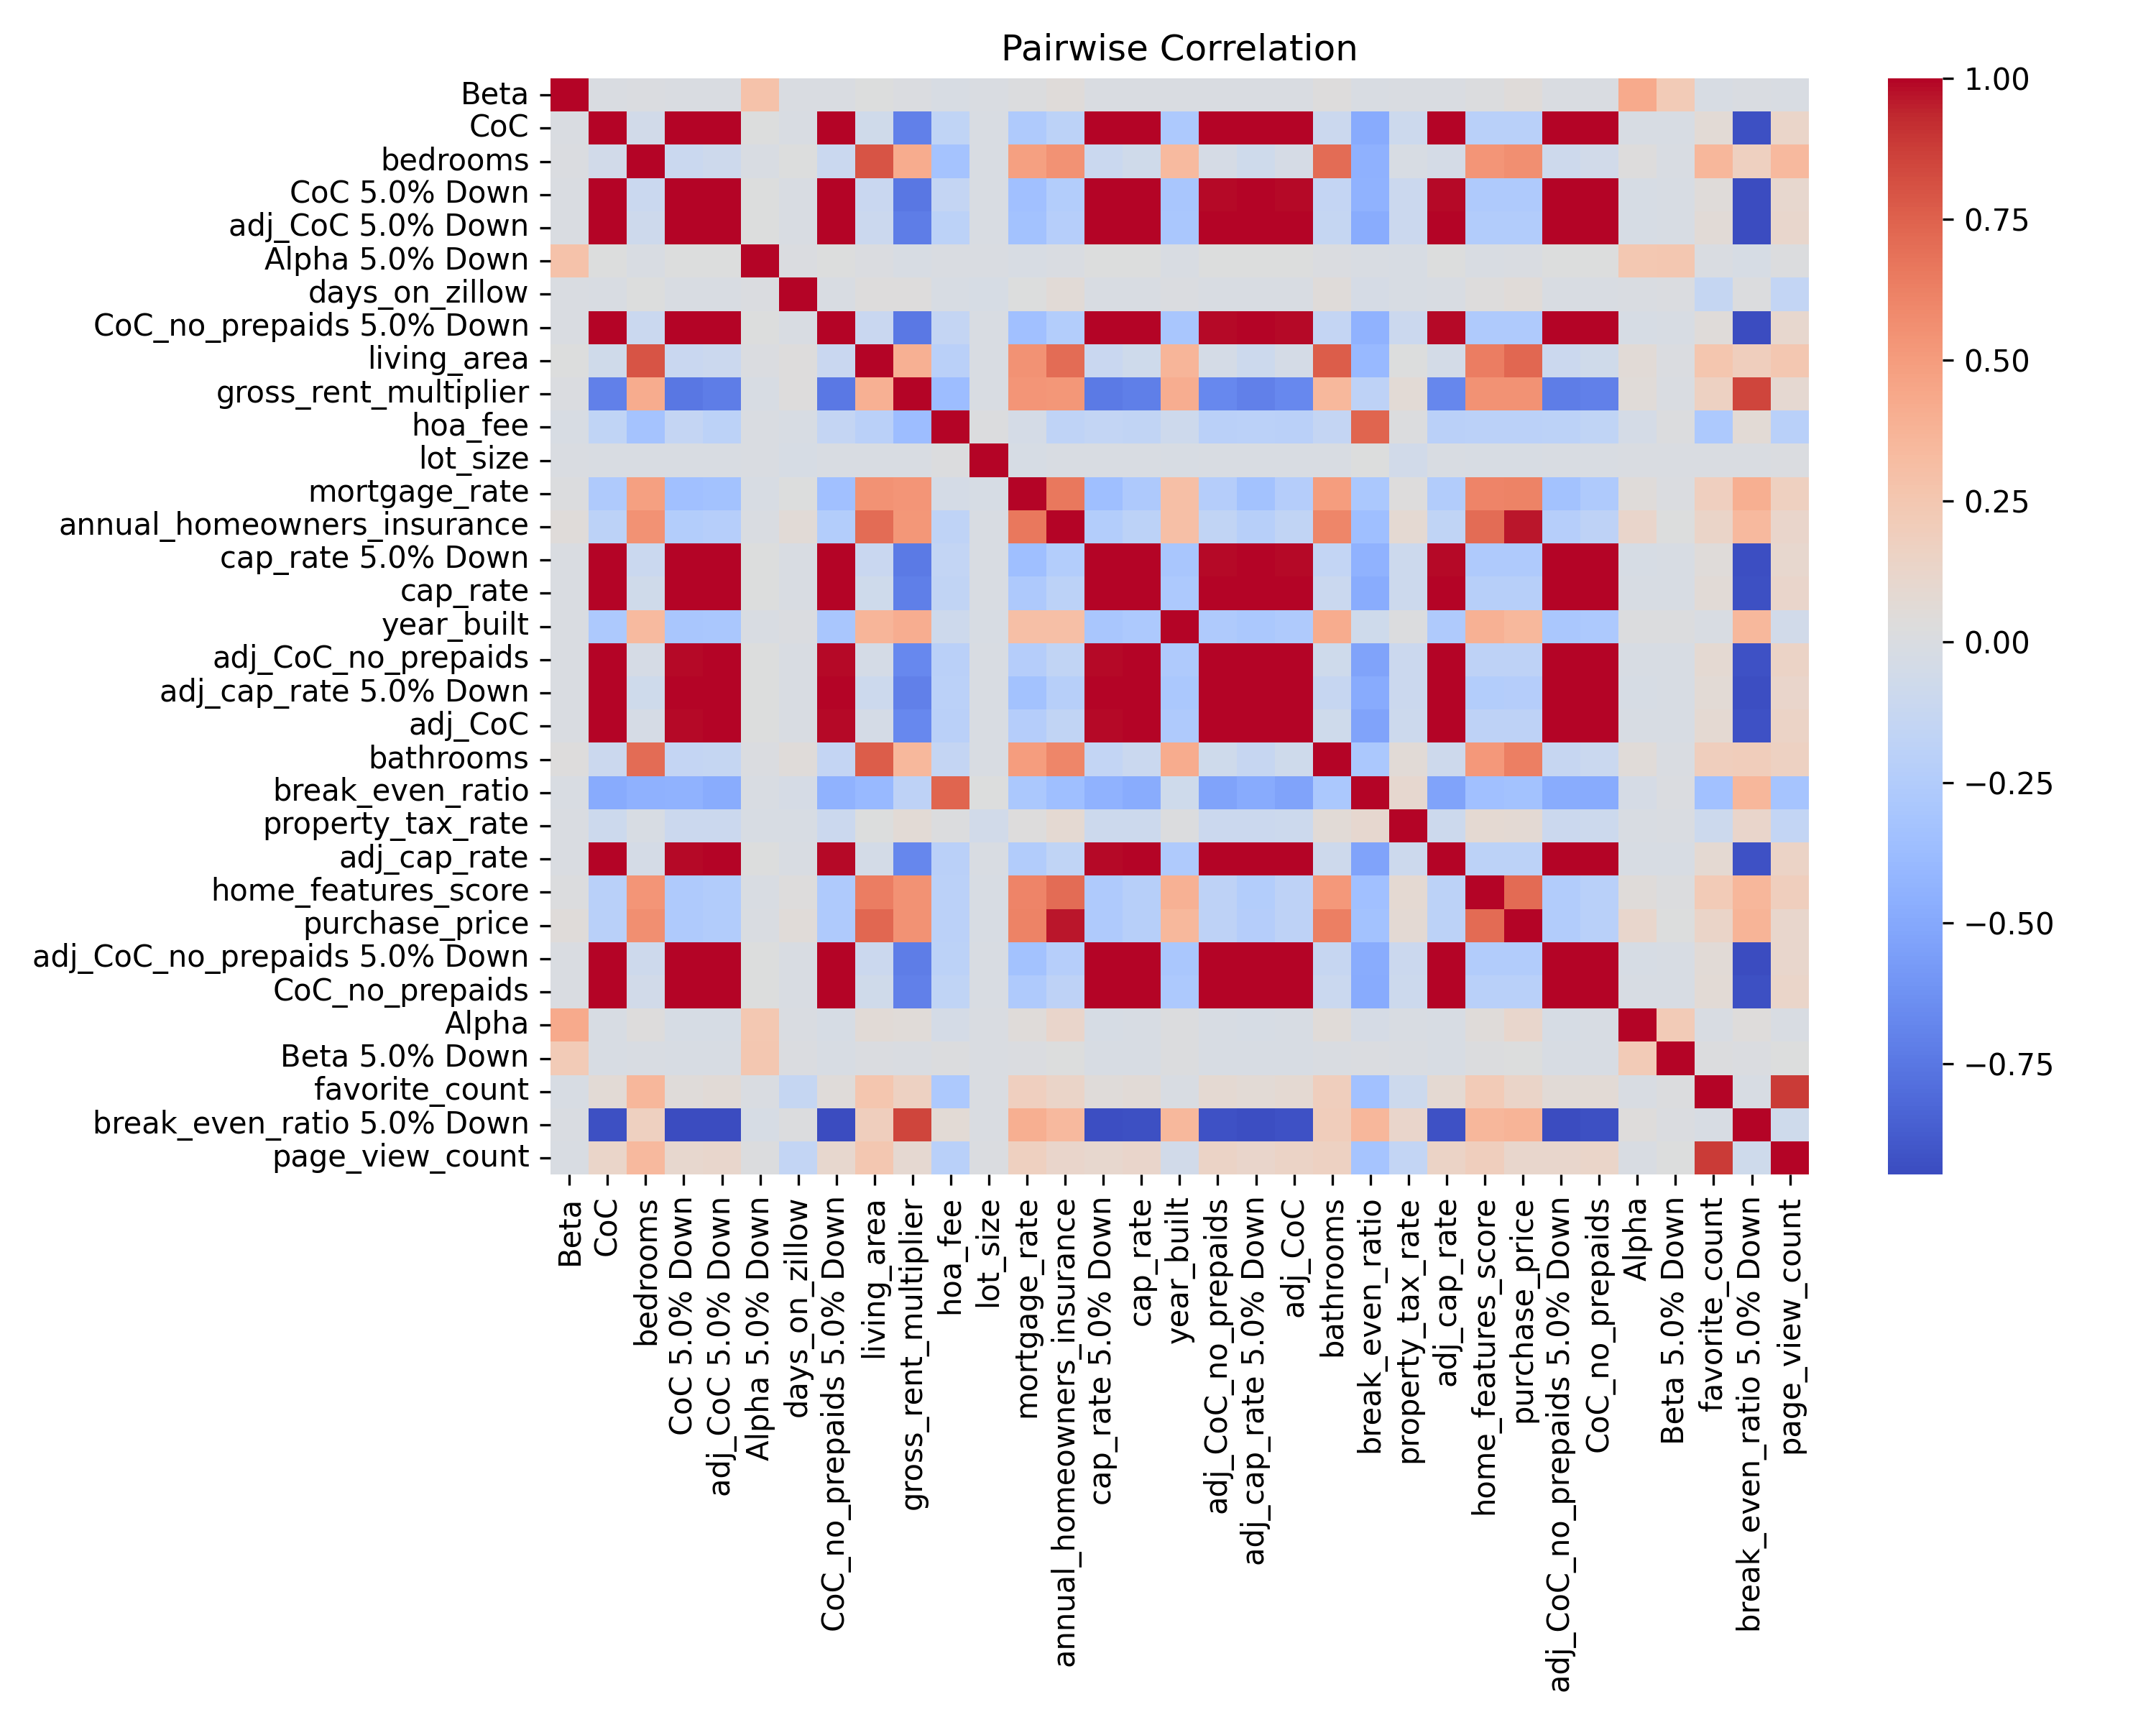 Pairwise Correlation
Beta
CoC
bedrooms
CoC 5.0% Down
adj_CoC 5.0% Down
Alpha 5.0% Down
days_on_zillow
CoC_no_prepaids 5.0% Down
living_area
gross_rent_multiplier
hoa_fee
lot_size
mortgage_rate
annual_homeowners_insurance
cap_rate 5.0% Down
cap_rate
year_built
adj_CoC_no_prepaids
adj_cap_rate 5.0% Down
adj_CoC
bathrooms
break_even_ratio
property_tax_rate
adj_cap_rate
home_features_score
purchase_price
adj_CoC_no_prepaids 5.0% Down
CoC_no_prepaids
Alpha
Beta 5.0% Down
favorite_count
break_even_ratio 5.0% Down
page_view_count
Beta
CoC
bedrooms
CoC 5.0% Down
adj_CoC 5.0% Down
Alpha 5.0% Down
days_on_zillow
CoC_no_prepaids 5.0% Down
living_area
gross_rent_multiplier
hoa_fee
lot_size
mortgage_rate
annual_homeowners_insurance
cap_rate 5.0% Down
cap_rate
year_built
adj_CoC_no_prepaids
adj_cap_rate 5.0% Down
adj_CoC
bathrooms
break_even_ratio
property_tax_rate
adj_cap_rate
home_features_score
purchase_price
adj_CoC_no_prepaids 5.0% Down
CoC_no_prepaids
Alpha
Beta 5.0% Down
favorite_count
break_even_ratio 5.0% Down
page_view_count
1.00
0.75
0.50
0.25
0.00
−0.25
−0.50
−0.75